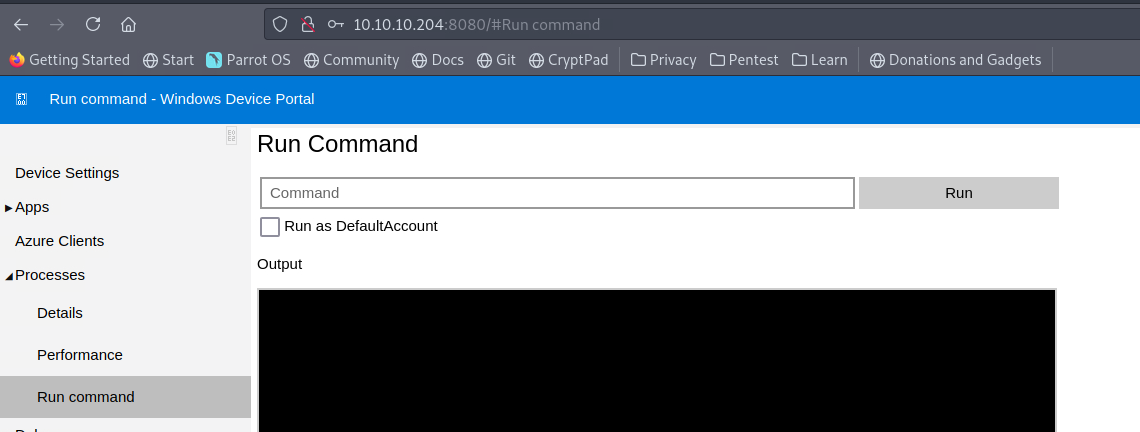 10.10.10.204:8080/#Run command
Getting Started Start Parrot OS Community Docs Git CryptPad Privacy Pentest Learn Donations and Gadgets
Run command - Windows Device Portal
Run Command
Device Settings
Command Run
Apps
Run as DefaultAccount
Azure Clients
Output
Processes
Details
Performance
Run command